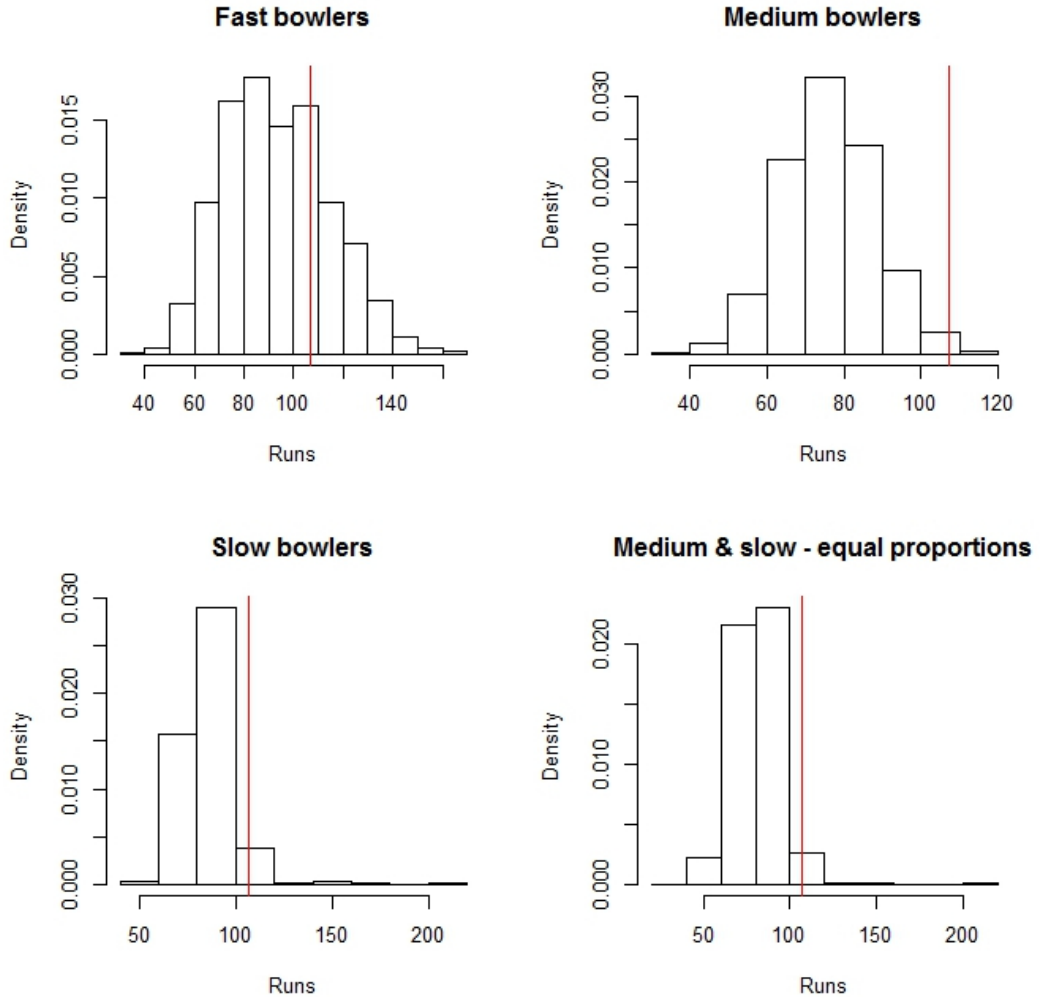 Fast bowlers
Density
0.000 0.005 0.010 0.015
40 60 80 100 140
Runs
Medium bowlers
Density
0.000 0.010 0.020 0.030
40 60 80 100 120
Runs
Slow bowlers
Density
0.000 0.010 0.020 0.030
50 100 150 200
Runs
Medium & slow - equal proportions
Density
0.000 0.010 0.020
50 100 150 200
Runs